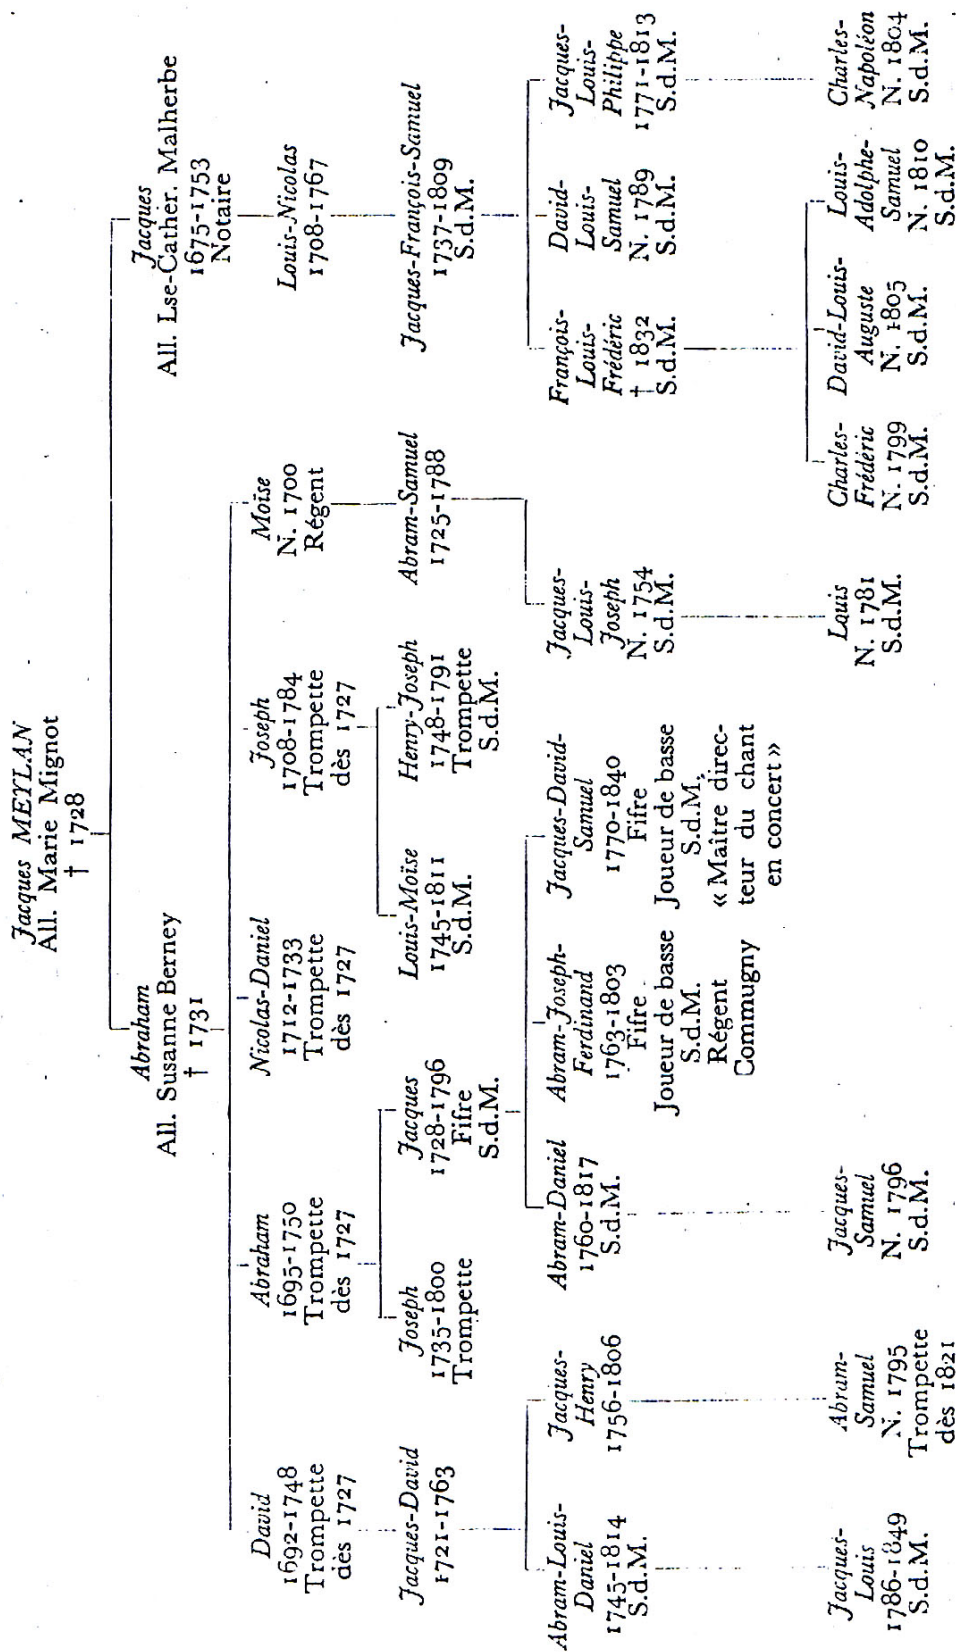 Jacques MEYLAN
All. Marie Mignot
† 1728
Abraham
All. Susanne Berney
† 1731
Jacques
All. Lse-Cather. Malherbe
1675-1753
Notaire
David
1692-1748
Trompette
dès 1727
Abraham
1695-1750
Trompette
dès 1727
Nicolas-Daniel
1712-1733
Trompette
dès 1727
Joseph
1708-1784
Trompette
dès 1727
Moïse
N. 1700
Régent
Louis-Nicolas
1708-1767
Jacques-David
1721-1763
Joseph
1735-1800
Trompette
Jacques
1728-1796
Fifre
S.d.M.
Louis-Moïse
1745-1811
S.d.M.
Henry-Joseph
1748-1791
Trompette
S.d.M.
Abram-Samuel
1725-1788
Jacques-François-Samuel
1737-1809
S.d.M.
Abram-Louis-
Daniel
1745-1814
S.d.M.
Jacques-
Henry
1756-1806
Abram-Daniel
1760-1817
S.d.M.
Abram-Joseph-
Ferdinand
1763-1803
Fifre
Joueur de basse
S.d.M.
Régent
Commugny
Jacques-David-
Samuel
1770-1840
Fifre
Joueur de basse
S.d.M.
« Maître direc-
teur du chant
en concert »
Jacques-
Louis-
Joseph
N. 1754
S.d.M.
François-
Louis-
Frédéric
† 1832
S.d.M.
David-
Louis-
Samuel
N. 1789
S.d.M.
Jacques-
Louis-
Philippe
1771-1813
S.d.M.
Jacques-
Louis
1786-1849
S.d.M.
Abram-
Samuel
N. 1795
Trompette
dès 1821
Jacques-
Samuel
N. 1796
S.d.M.
Louis
N. 1781
S.d.M.
Charles-
Frédéric
N. 1799
S.d.M.
David-Louis-
Auguste
N. 1805
S.d.M.
Louis-
Adolphe-
Samuel
N. 1810
S.d.M.
Charles-
Napoléon
N. 1804
S.d.M.